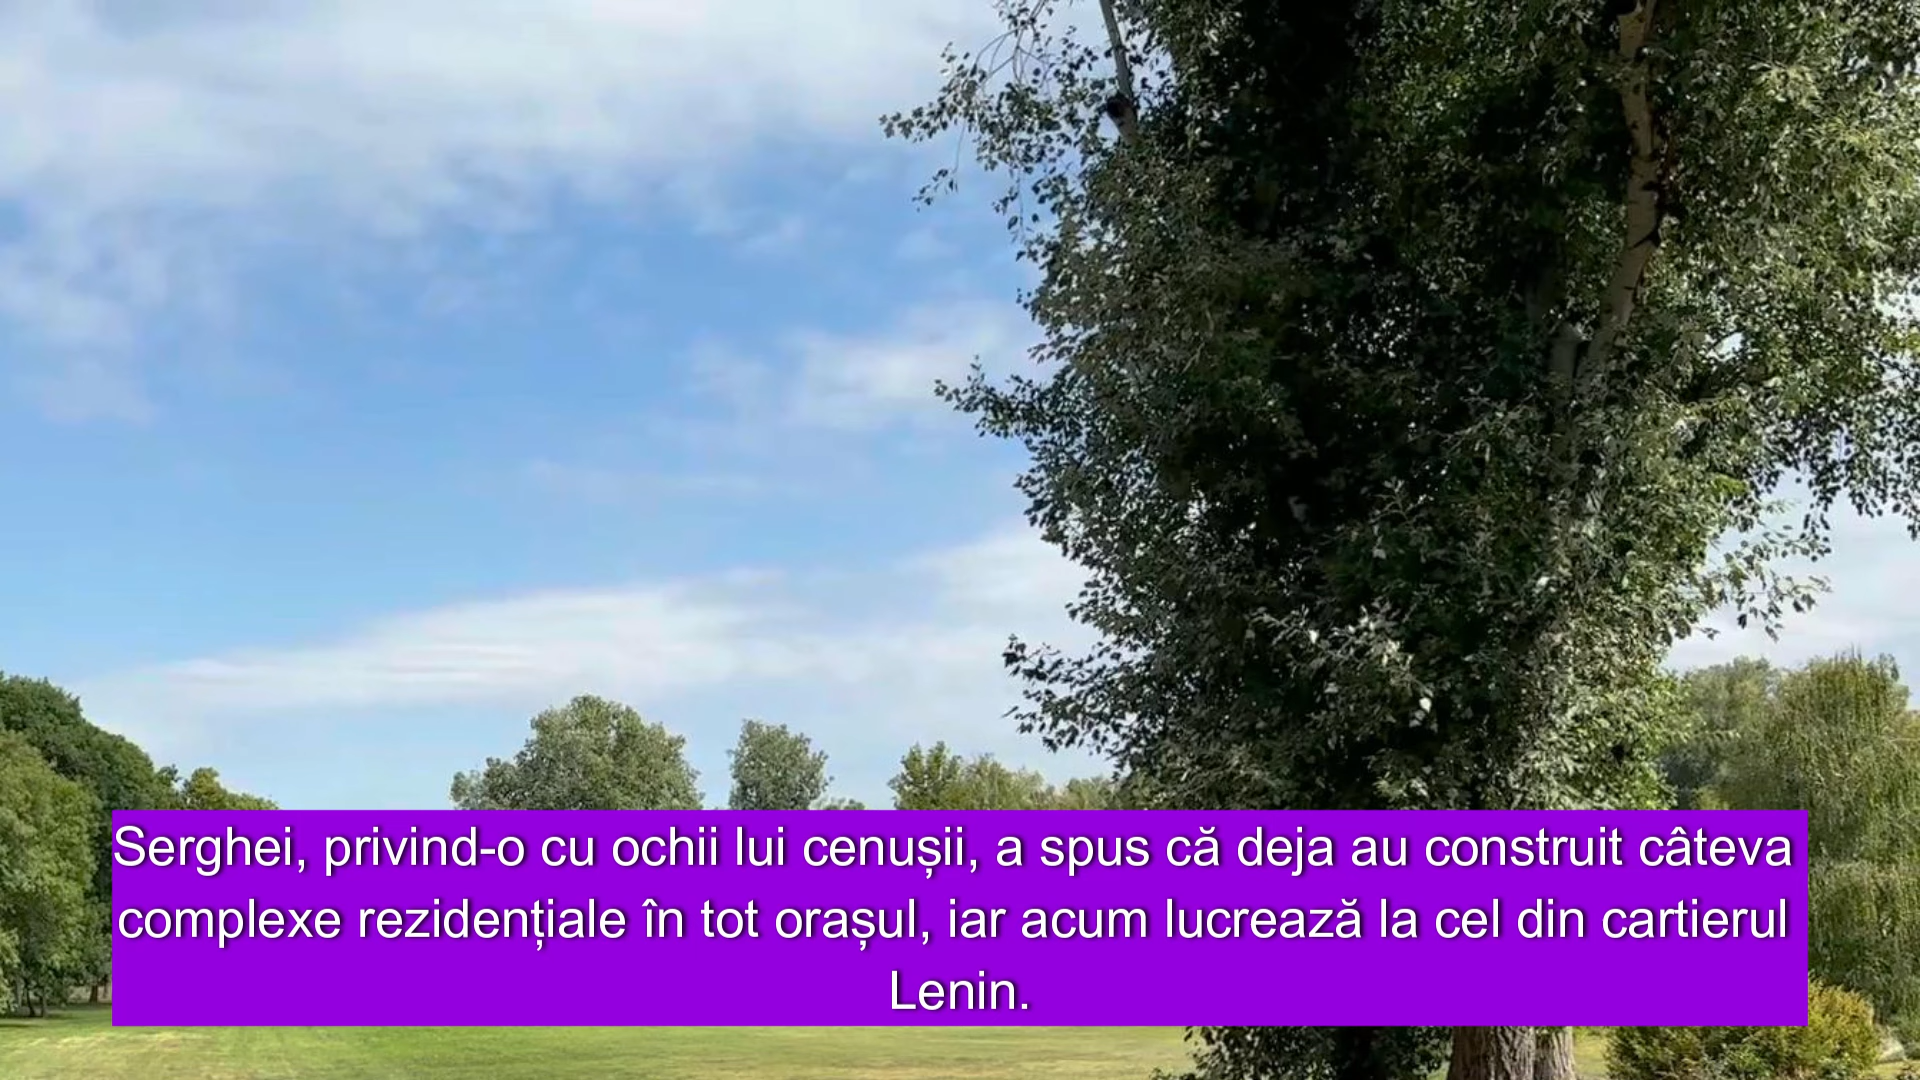 Serghei, privind-o cu ochii lui cenușii, a spus că deja au construit câteva
complexe rezidențiale în tot orașul, iar acum lucrează la cel din cartierul
Lenin.